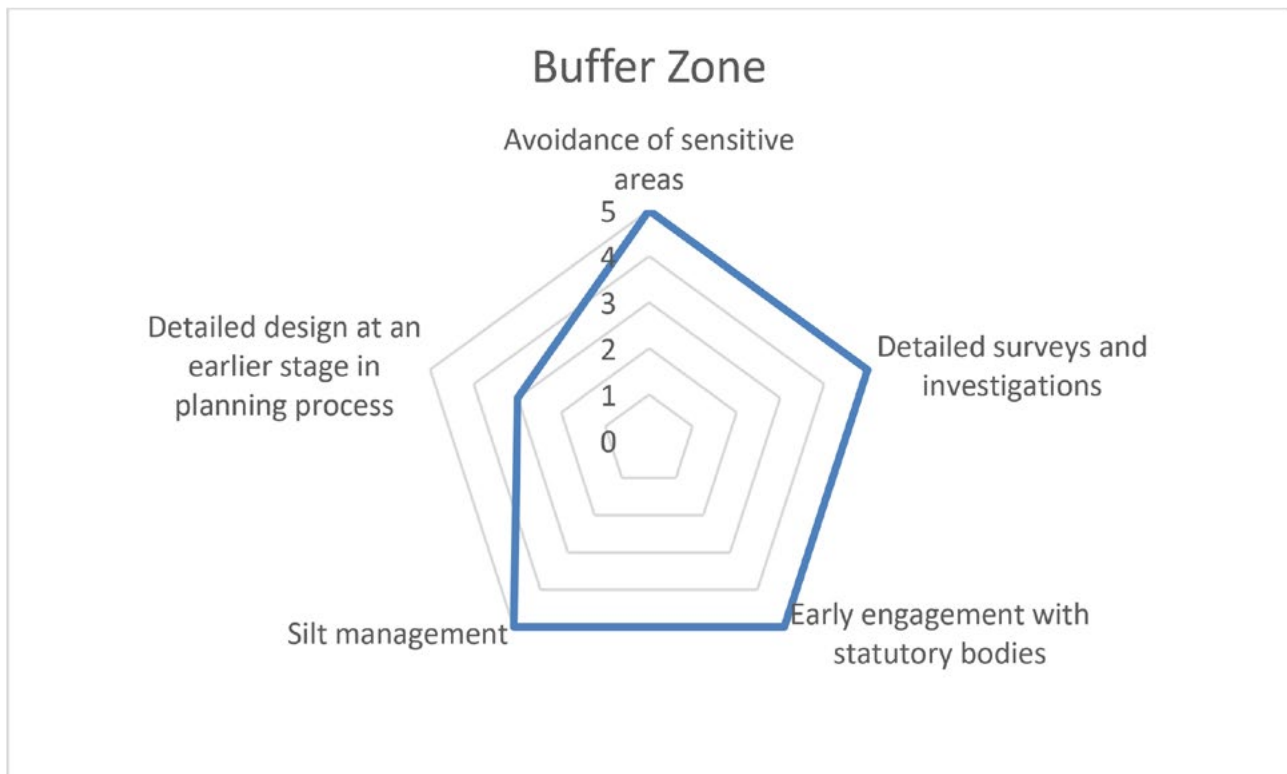 Buffer Zone
Avoidance of sensitive
areas
5
4
3
2
1
0
Detailed surveys and
investigations
Early engagement with
statutory bodies
Silt management
Detailed design at an
earlier stage in
planning process